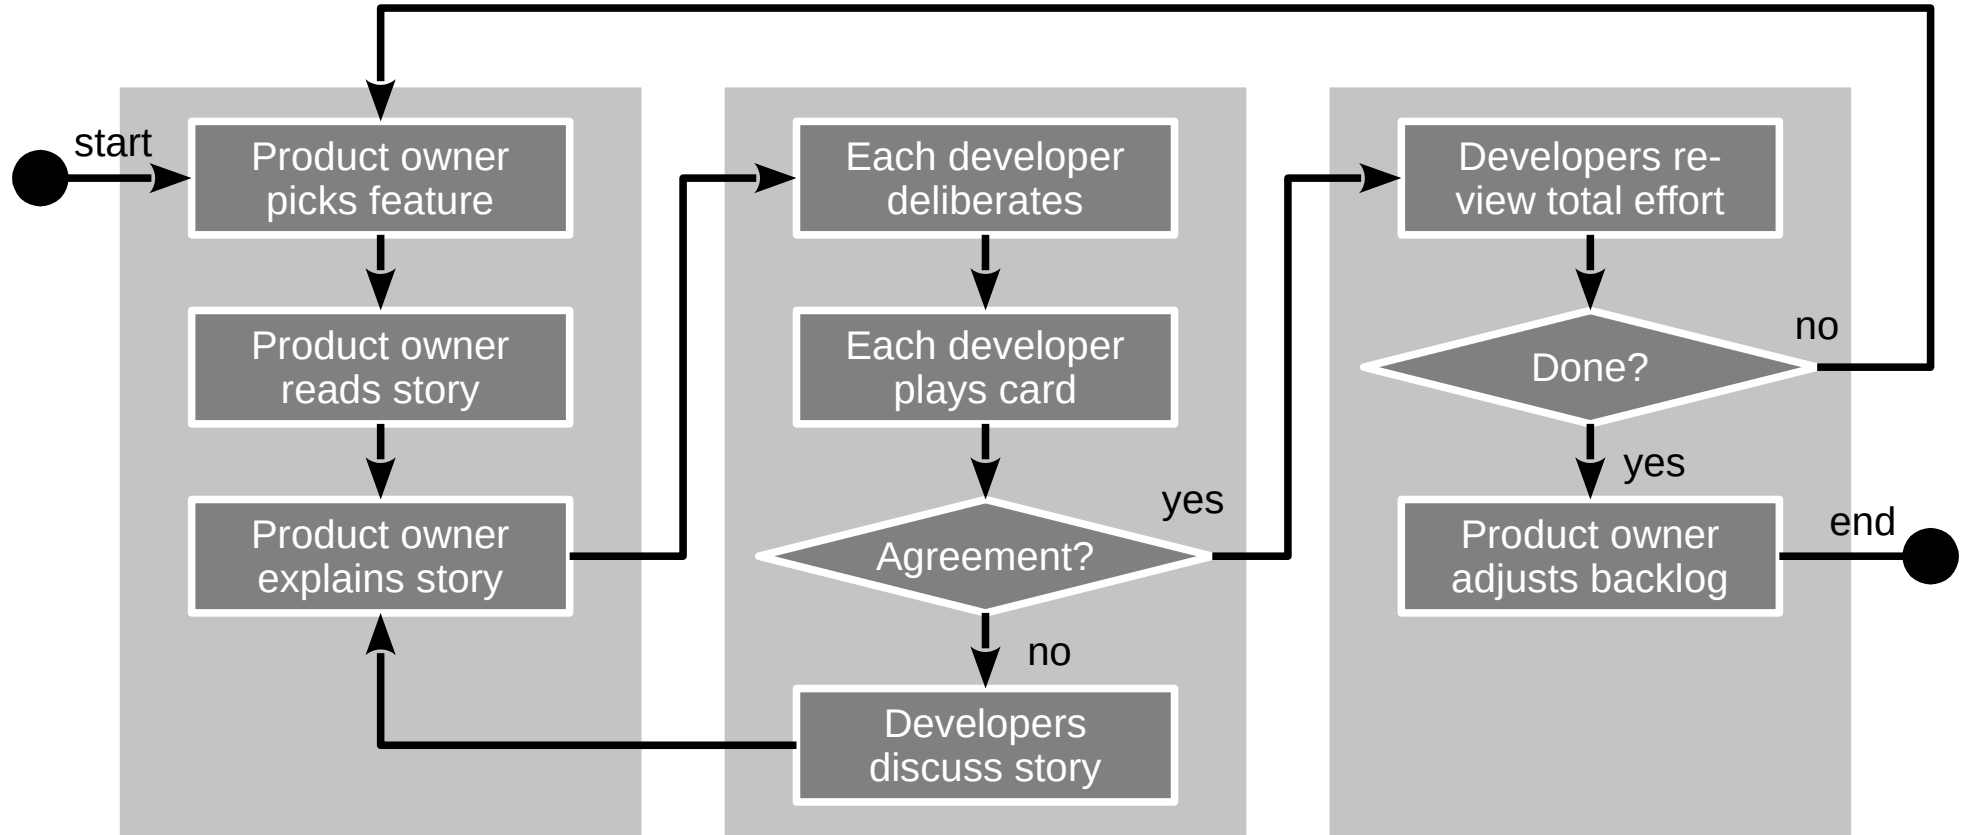 start
Product owner
picks feature
Product owner
reads story
Product owner
explains story
Each developer
deliberates
Each developer
plays card
Agreement?
yes
no
Developers
discuss story
Developers re-
view total effort
Done?
no
yes
Product owner
adjusts backlog
end